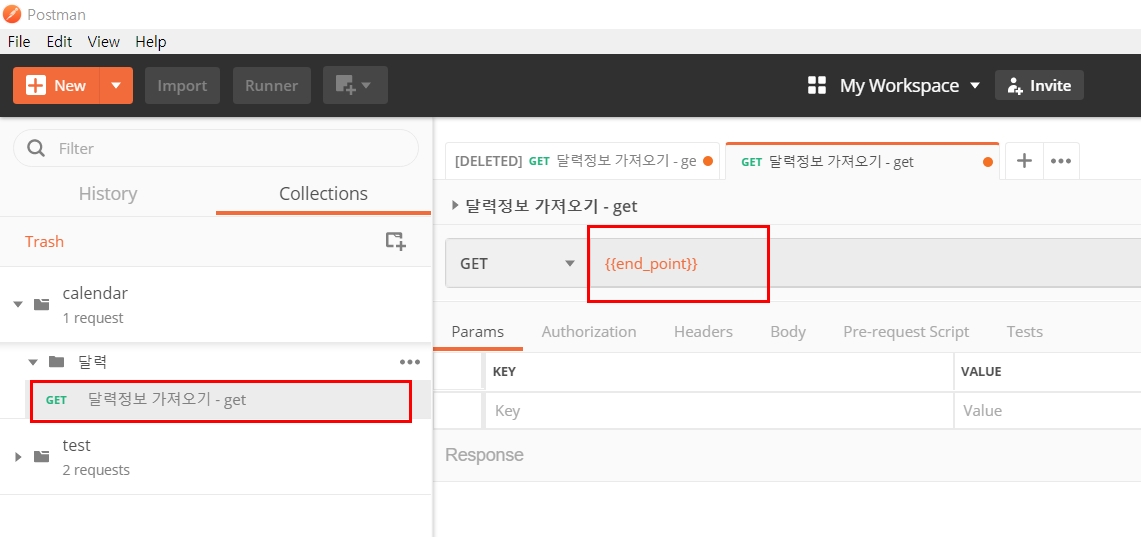 Postman
File Edit View Help
New Import Runner My Workspace Invite
Filter
History Collections
Trash
calendar
1 request
달력
GET 달력정보 가져오기 - get
test
2 requests
[DELETED] GET 달력정보 가져오기 - ge GET 달력정보 가져오기 - get
달력정보 가져오기 - get
GET {{end_point}}
Params Authorization Headers Body Pre-request Script Tests
KEY VALUE
Key Value
Response